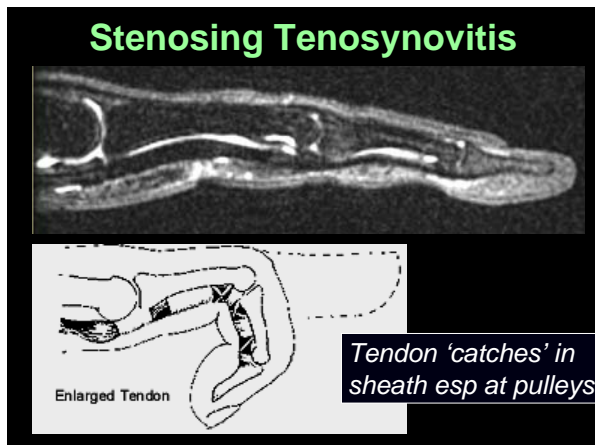 Stenosing Tenosynovitis
Enlarged Tendon
Tendon ‘catches’ in
sheath esp at pulleys